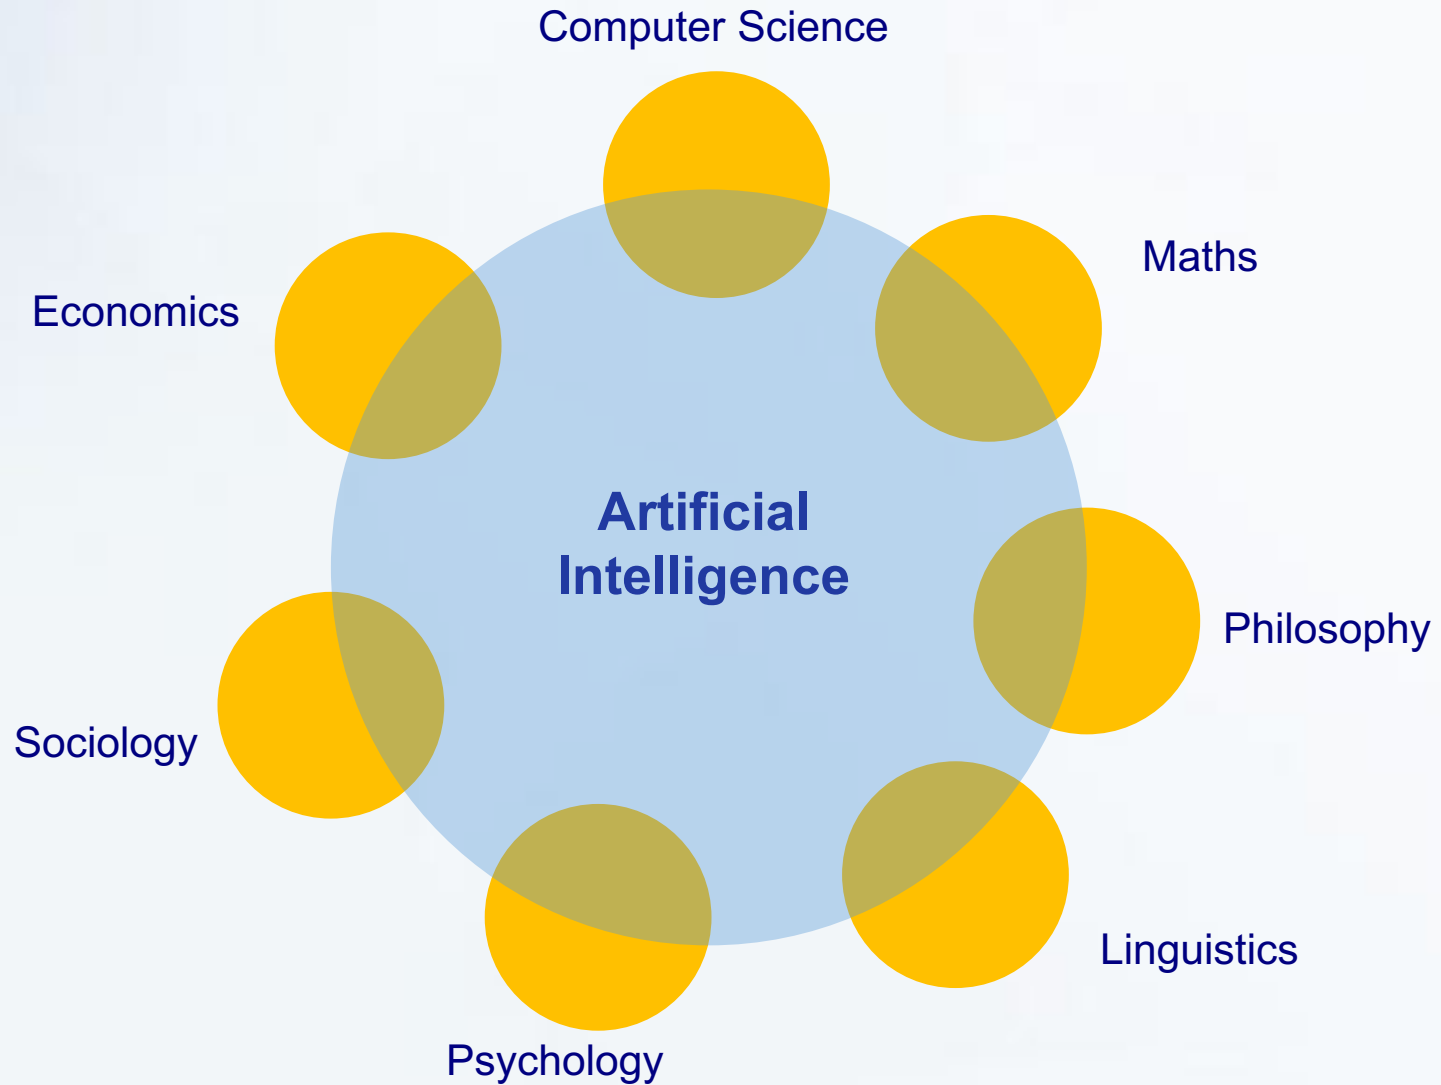 Computer Science
Maths
Economics
Artificial
Intelligence
Philosophy
Sociology
Linguistics
Psychology